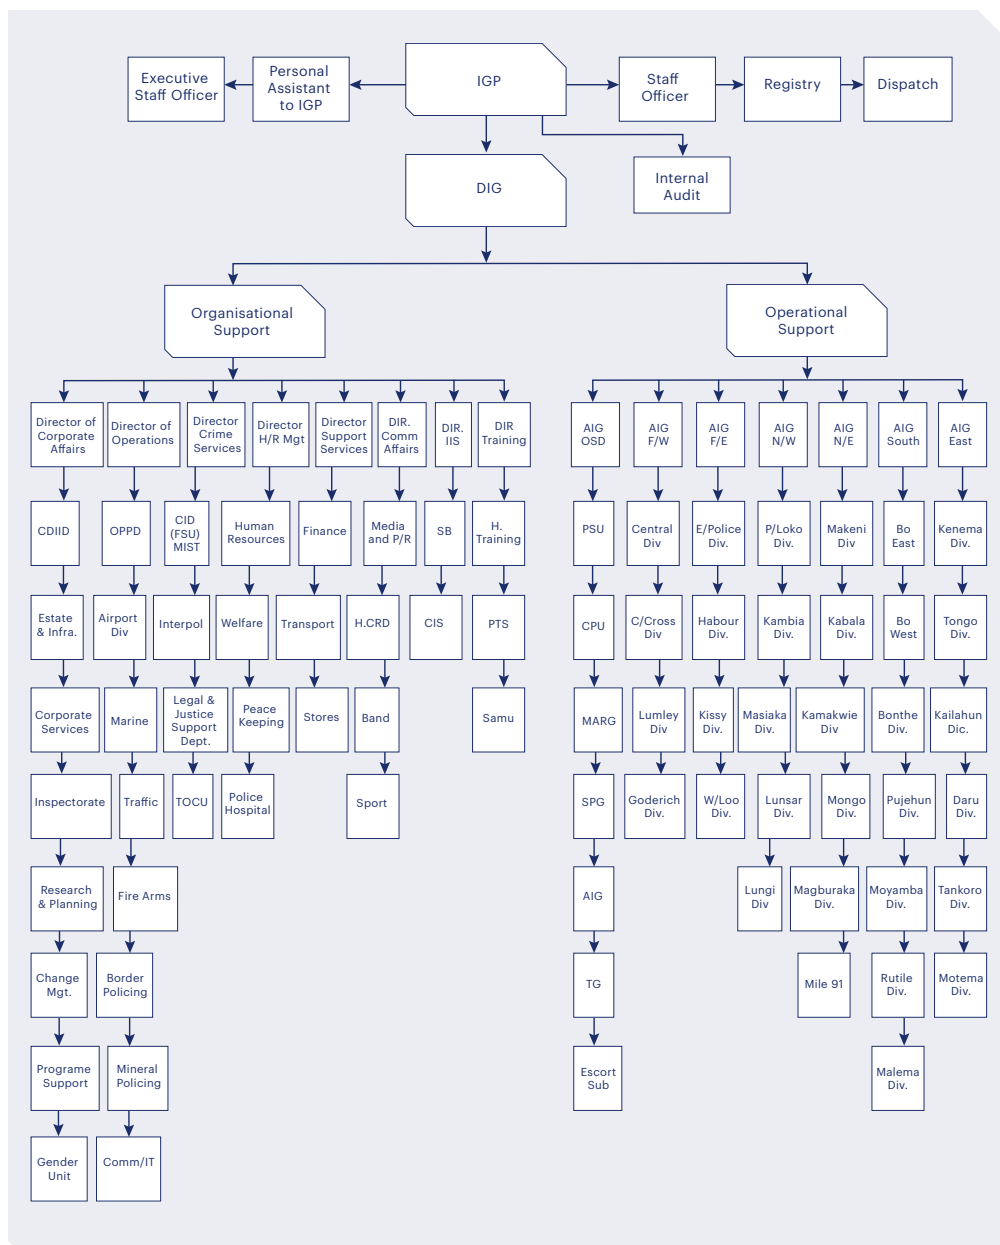 Executive
Staff Officer
Personal
Assistant
to IGP
IGP
Staff
Officer
Registry
Dispatch
DIG
Internal
Audit
Organisational
Support
Operational
Support
Director of
Corporate
Affairs
Director of
Operations
Director
Crime
Services
Director
H/R Mgt
Director
Support
Services
DIR.
Comm
Affairs
DIR.
IIS
DIR
Training
AIG
OSD
AIG
F/W
AIG
F/E
AIG
N/W
AIG
N/E
AIG
South
AIG
East
CDIID
OPPD
CID
(FSU)
MIST
Human
Resources
Finance
Media
and P/R
SB
H.
Training
PSU
Central
Div
E/Police
Div.
P/Loko
Div.
Makeni
Div
Bo
East
Kenema
Div.
Estate
& Infra.
Airport
Div
Interpol
Welfare
Transport
H.CRD
CIS
PTS
CPU
C/Cross
Div
Habour
Div.
Kambia
Div.
Kabala
Div.
Bo
West
Tongo
Div.
Corporate
Services
Marine
Legal &
Justice
Support
Dept.
Peace
Keeping
Stores
Band
Samu
MARG
Lumley
Div
Kissy
Div.
Masiaka
Div.
Kamakwie
Div
Bonthe
Div.
Kailahun
Dic.
Inspectorate
Traffic
TOCU
Police
Hospital
Sport
SPG
Goderich
Div.
W/Loo
Div.
Lunsar
Div.
Mongo
Div.
Pujehun
Div.
Daru
Div.
Research
& Planning
Fire Arms
AIG
Lungi
Div
Magburaka
Div.
Moyamba
Div.
Tankoro
Div.
Change
Mgt.
Border
Policing
TG
Mile 91
Rutile
Div.
Motema
Div.
Programe
Support
Mineral
Policing
Escort
Sub
Malema
Div.
Gender
Unit
Comm/IT